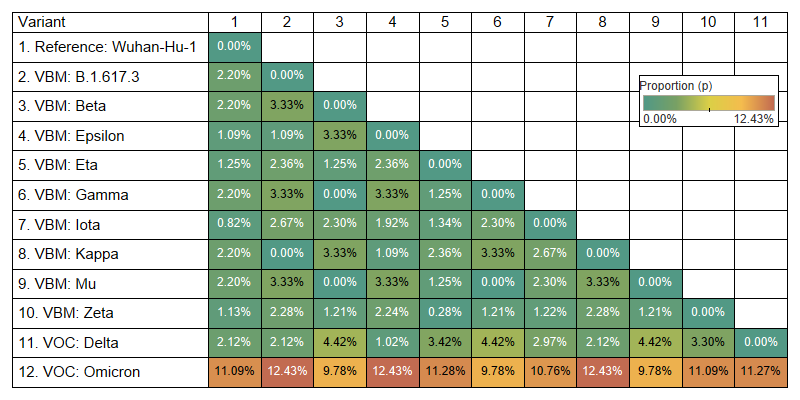 Variant 1 2 3 4 5 6 7 8 9 10 11
1. Reference: Wuhan-Hu-1 0.00%
2. VBM: B.1.617.3 2.20% 0.00%
Proportion (p)
0.00% 12.43%
3. VBM: Beta 2.20% 3.33% 0.00%
4. VBM: Epsilon 1.09% 1.09% 3.33% 0.00%
5. VBM: Eta 1.25% 2.36% 1.25% 2.36% 0.00%
6. VBM: Gamma 2.20% 3.33% 0.00% 3.33% 1.25% 0.00%
7. VBM: Iota 0.82% 2.67% 2.30% 1.92% 1.34% 2.30% 0.00%
8. VBM: Kappa 2.20% 0.00% 3.33% 1.09% 2.36% 3.33% 2.67% 0.00%
9. VBM: Mu 2.20% 3.33% 0.00% 3.33% 1.25% 0.00% 2.30% 3.33% 0.00%
10. VBM: Zeta 1.13% 2.28% 1.21% 2.24% 0.28% 1.21% 1.22% 2.28% 1.21% 0.00%
11. VOC: Delta 2.12% 2.12% 4.42% 1.02% 3.42% 4.42% 2.97% 2.12% 4.42% 3.30% 0.00%
12. VOC: Omicron 11.09% 12.43% 9.78% 12.43% 11.28% 9.78% 10.76% 12.43% 9.78% 11.09% 11.27%